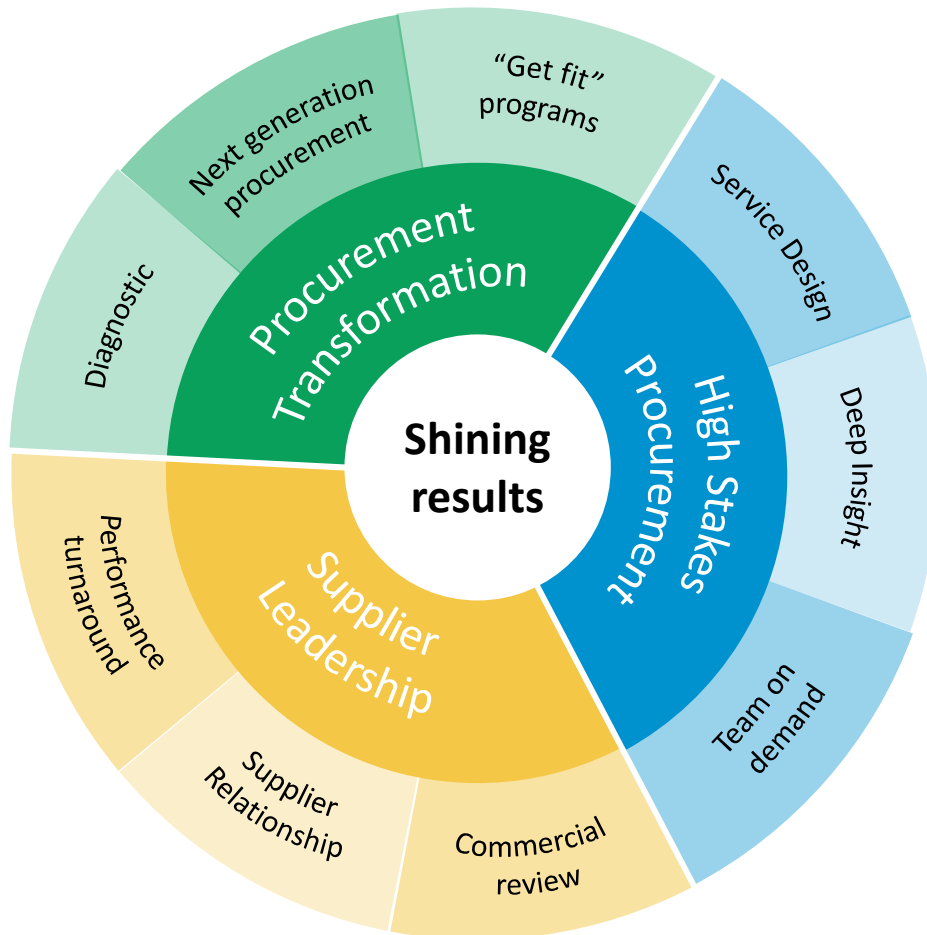 “Get fit”
programs
Next generation
procurement
Diagnostic
Procurement
Transformation
Service Design
Deep Insight
Team on
demand
High Stakes
Procurement
Shining
results
Supplier
Leadership
Performance
turnaround
Supplier
Relationship
Commercial
review